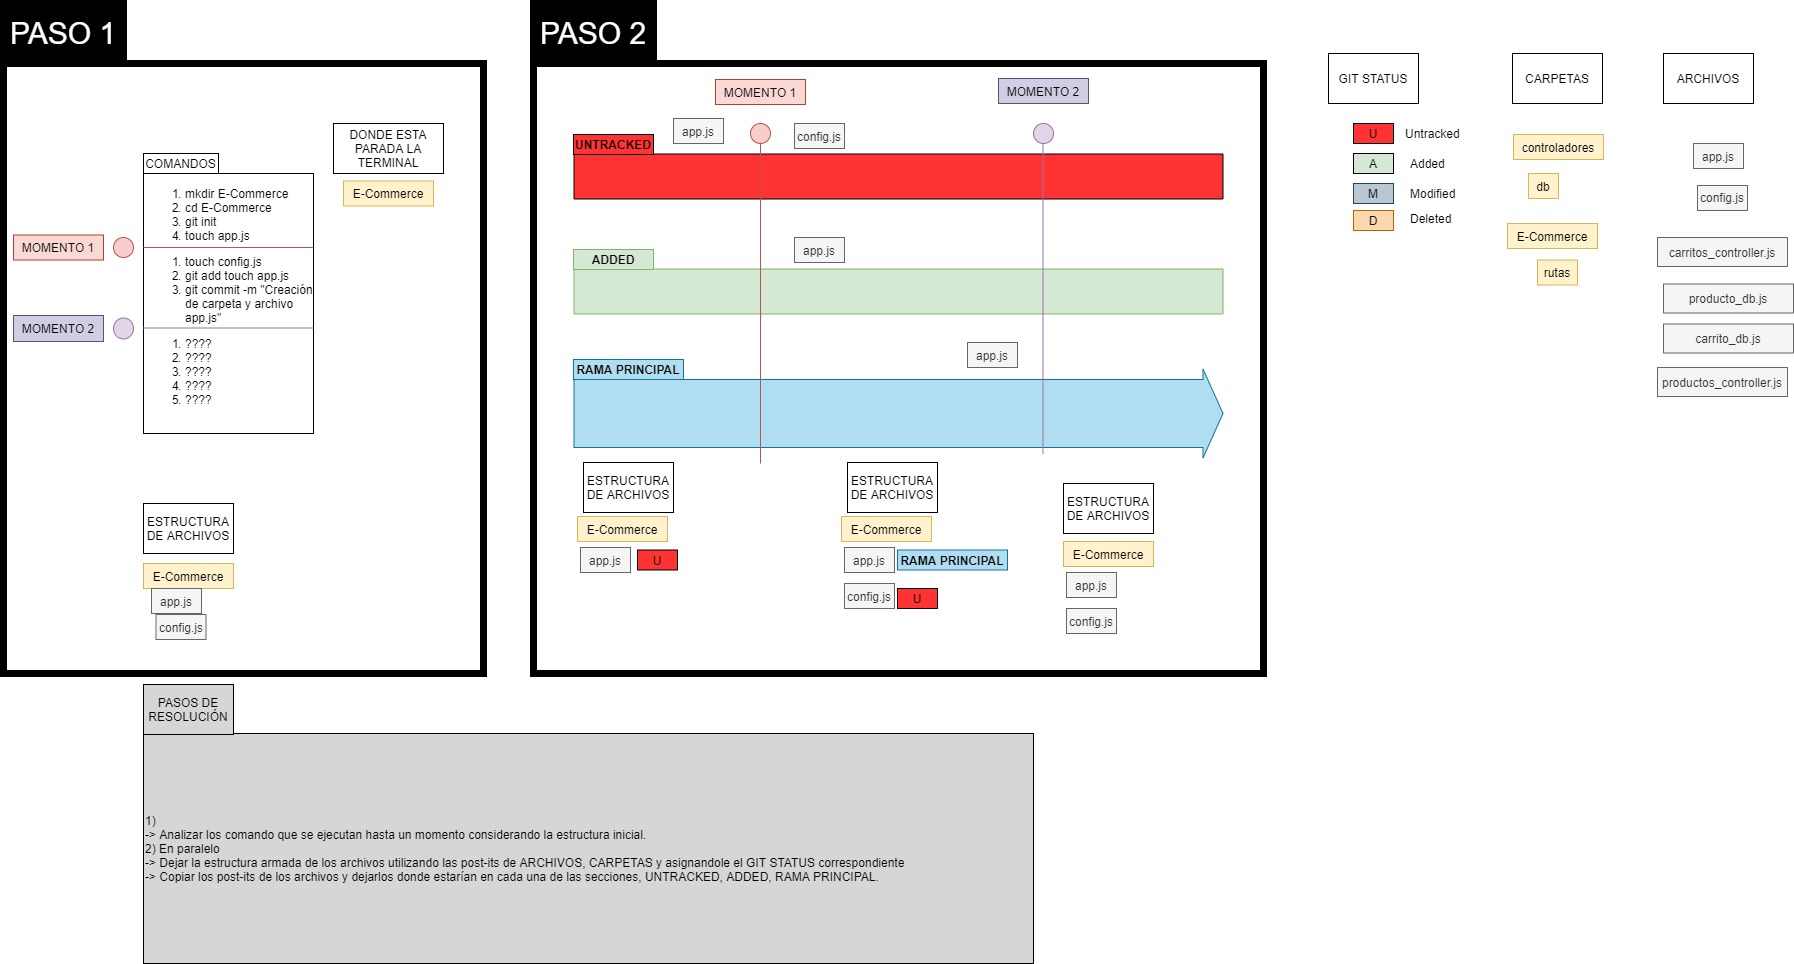 PASO 1
MOMENTO 1
MOMENTO 2
COMANDOS
1. mkdir E-Commerce
2. cd E-Commerce
3. git init
4. touch app.js
1. touch config.js
2. git add touch app.js
3. git commit -m "Creación
de carpeta y archivo
app.js"
1. ????
2. ????
3. ????
4. ????
5. ????
DONDE ESTA
PARADA LA
TERMINAL
E-Commerce
ESTRUCTURA
DE ARCHIVOS
E-Commerce
app.js
config.js
PASO 2
MOMENTO 1
MOMENTO 2
app.js
config.js
UNTRACKED
app.js
ADDED
app.js
RAMA PRINCIPAL
ESTRUCTURA
DE ARCHIVOS
E-Commerce
app.js
U
ESTRUCTURA
DE ARCHIVOS
E-Commerce
app.js
RAMA PRINCIPAL
config.js
U
ESTRUCTURA
DE ARCHIVOS
E-Commerce
app.js
config.js
GIT STATUS
U
Untracked
A
Added
M
Modified
D
Deleted
CARPETAS
controladores
db
E-Commerce
rutas
ARCHIVOS
app.js
config.js
carritos_controller.js
producto_db.js
carrito_db.js
productos_controller.js
PASOS DE
RESOLUCIÓN
1)
-> Analizar los comando que se ejecutan hasta un momento considerando la estructura inicial.
2) En paralelo
-> Dejar la estructura armada de los archivos utilizando las post-its de ARCHIVOS, CARPETAS y asignandole el GIT STATUS correspondiente
-> Copiar los post-its de los archivos y dejarlos donde estarían en cada una de las secciones, UNTRACKED, ADDED, RAMA PRINCIPAL.